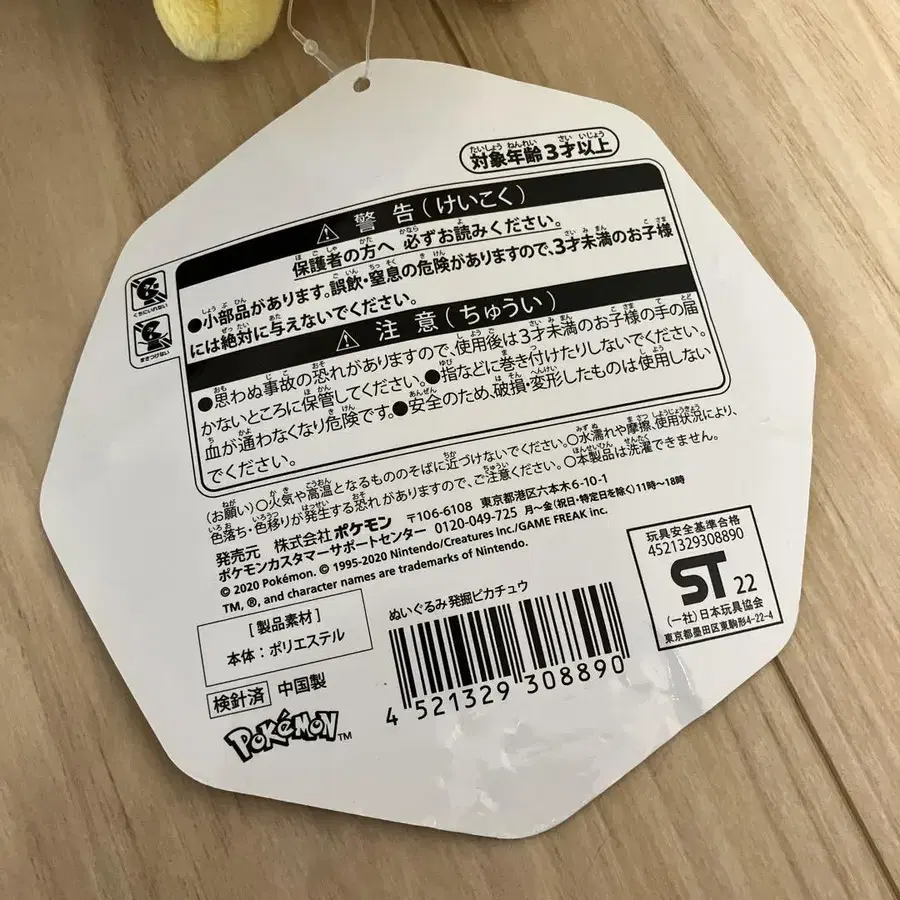 対象年齢3才以上
警告(けいこく)
保護者の方へ 必ずお読みください。
●小部品があります。誤飲・窒息の危険がありますので、3才未満のお子様
には絶対に与えないでください。
くちにいれない
まきつけない
注意(ちゅうい)
●思わぬ事故の恐れがありますので、使用後は3才未満のお子様の手の届
かないところに保管してください。●指などに巻き付けたりしないでください。
血が通わなくなり危険です。●安全のため、破損・変形したものは使用しない
でください。
(お願い)○火気や高温となるもののそばに近づけないでください。○水濡れや摩擦、使用状況により、
色落ち・色移りが発生する恐れがありますので、ご注意ください。○本製品は洗濯できません。
発売元 株式会社ポケモン 〒106-6108 東京都港区六本木6-10-1
ポケモンカスタマーサポートセンター 0120-049-725 月〜金(祝日・特定日を除く)11時〜18時
© 2020 Pokémon. © 1995-2020 Nintendo/Creatures Inc./GAME FREAK inc.
TM, ®, and character names are trademarks of Nintendo.
[製品素材]
本体:ポリエステル
検針済 中国製
POKéMON™
ぬいぐるみ 発掘ピカチュウ
4 521329 308890
玩具安全基準合格
4521329308890
ST 22
(一社)日本玩具協会
東京都墨田区東駒形4-22-4